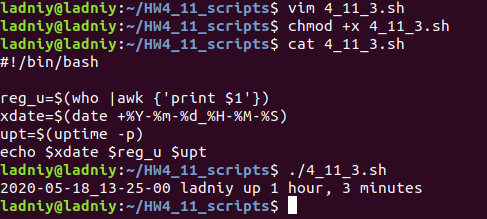 ladniy@ladniy:~/HW4_11_scripts$ vim 4_11_3.sh
ladniy@ladniy:~/HW4_11_scripts$ chmod +x 4_11_3.sh
ladniy@ladniy:~/HW4_11_scripts$ cat 4_11_3.sh
#!/bin/bash

reg_u=$(who |awk {'print $1'})
xdate=$(date +%Y-%m-%d_%H-%M-%S)
upt=$(uptime -p)
echo $xdate $reg_u $upt
ladniy@ladniy:~/HW4_11_scripts$ ./4_11_3.sh
2020-05-18_13-25-00 ladniy up 1 hour, 3 minutes
ladniy@ladniy:~/HW4_11_scripts$